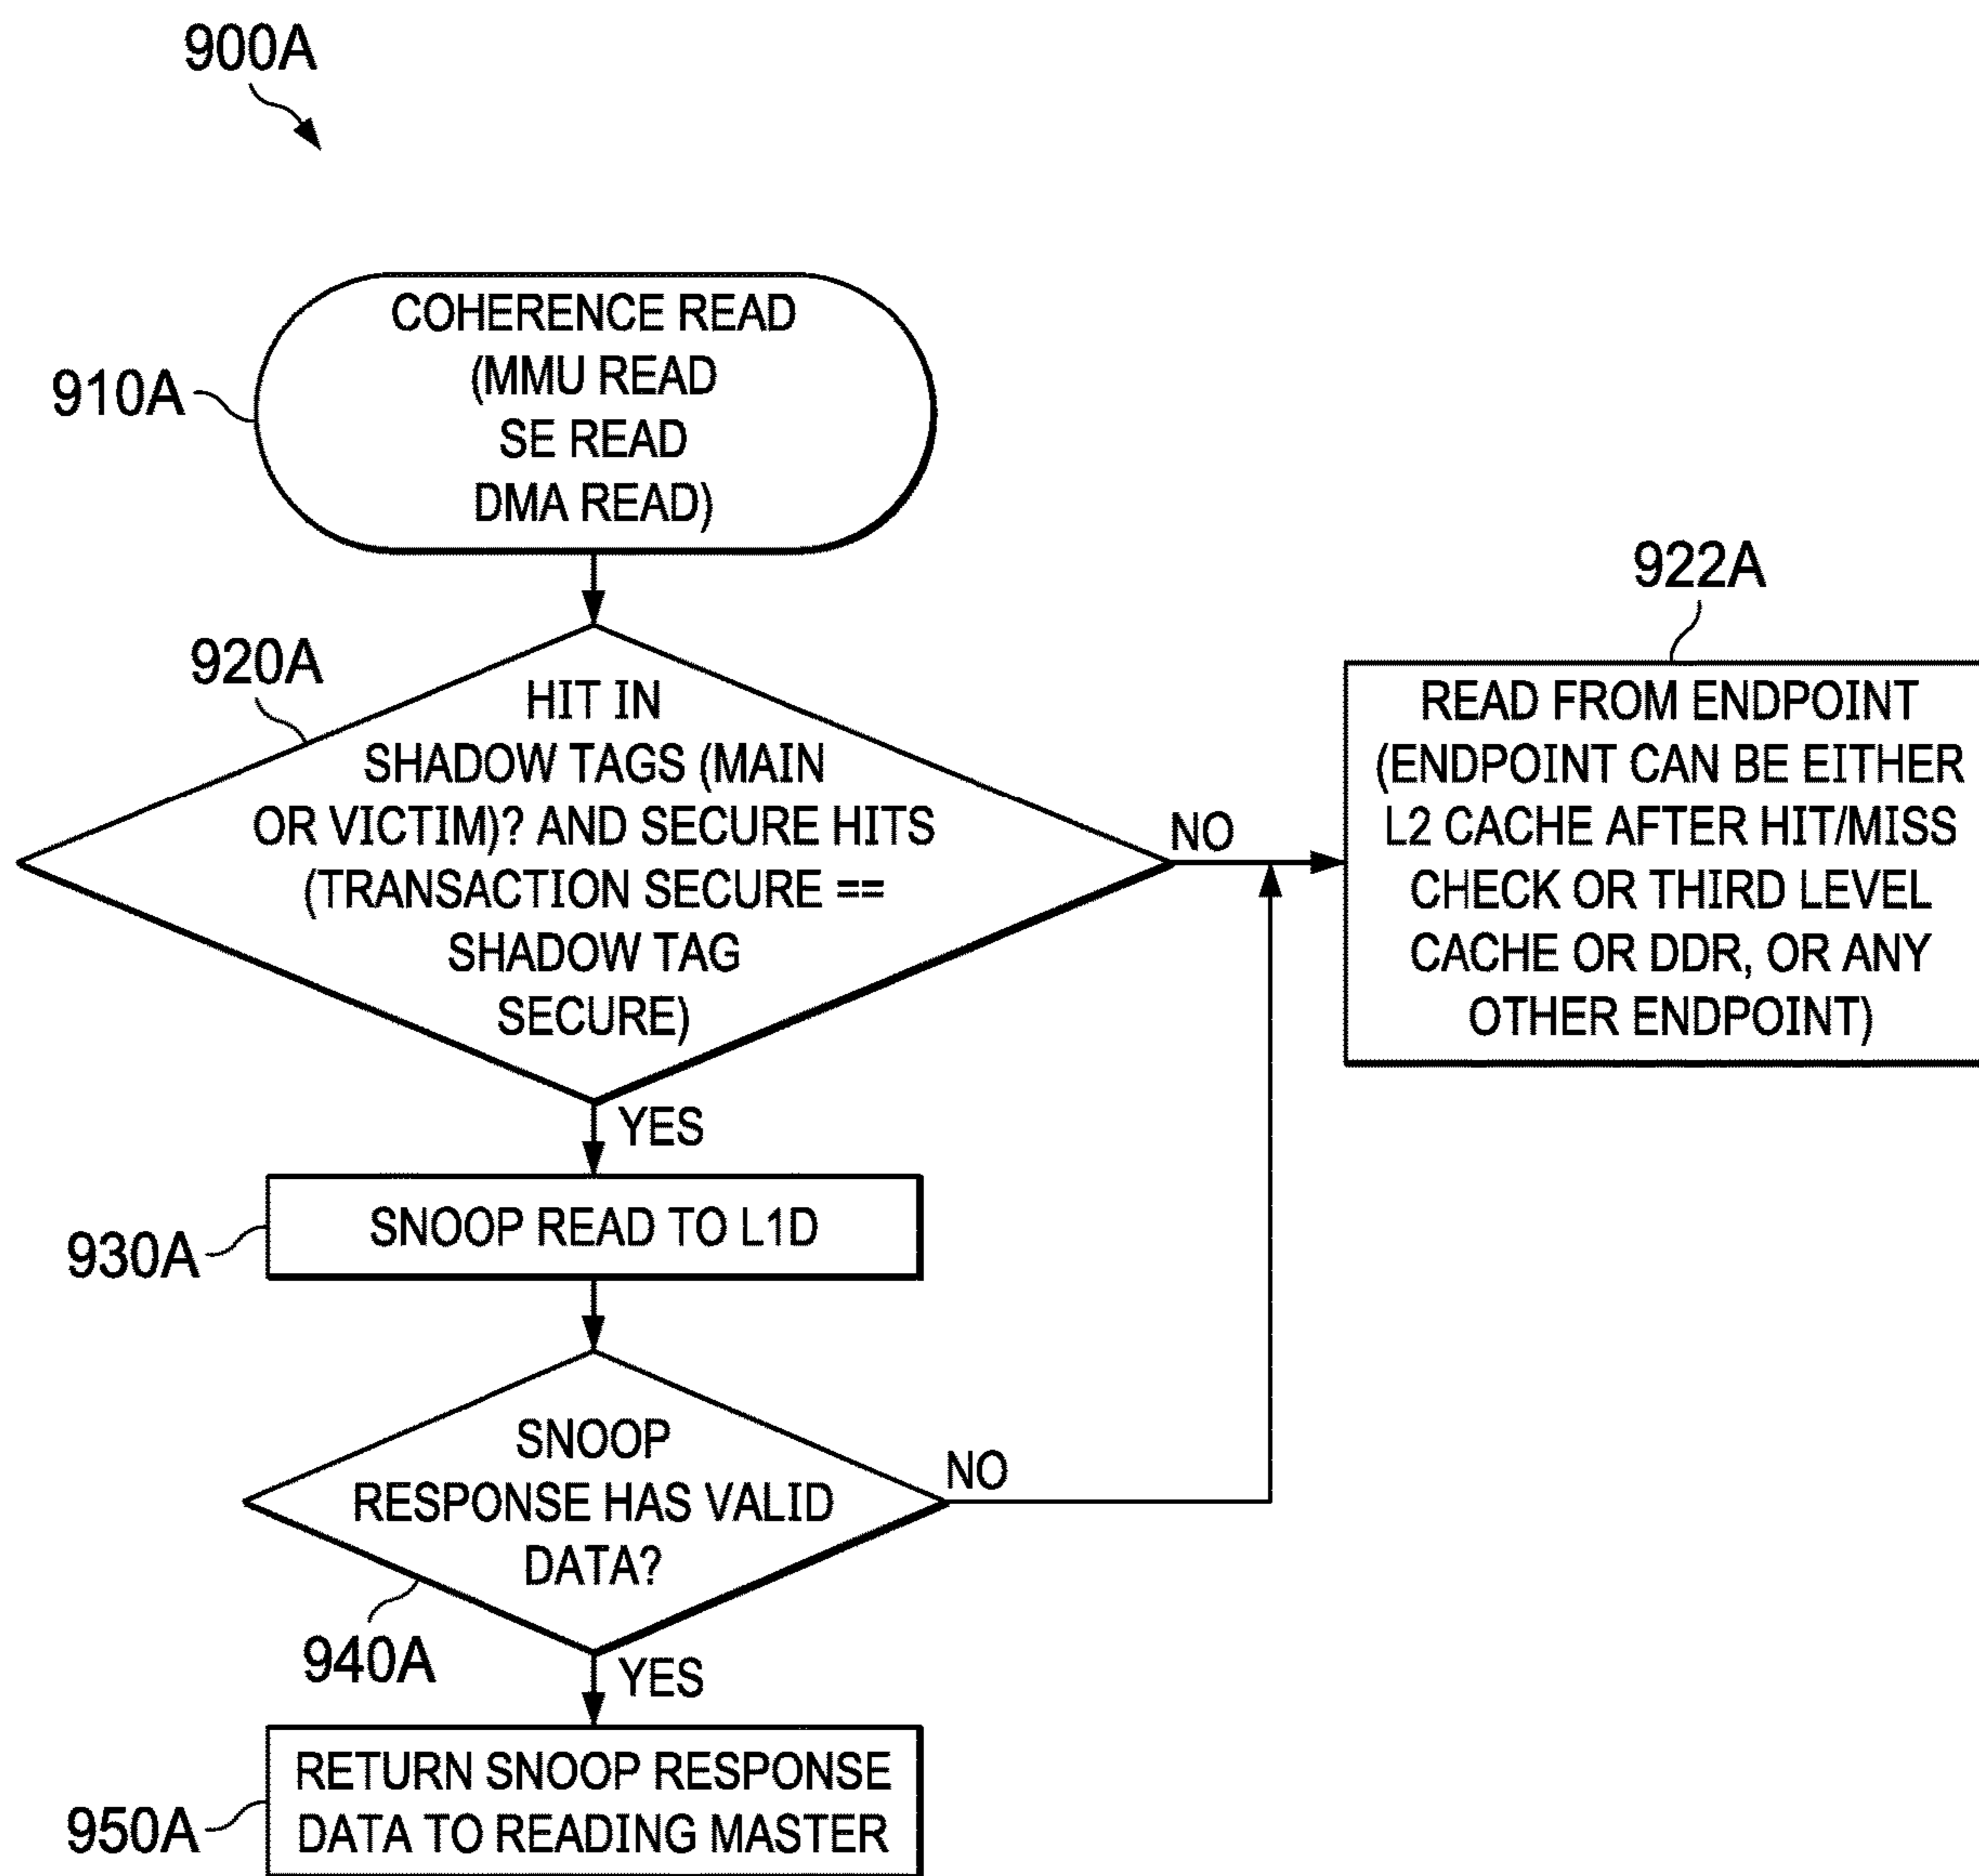 900A
910A
COHERENCE READ
(MMU READ
SE READ
DMA READ)
920A
HIT IN
SHADOW TAGS (MAIN
OR VICTIM)? AND SECURE HITS
(TRANSACTION SECURE ==
SHADOW TAG
SECURE)
NO
922A
READ FROM ENDPOINT
(ENDPOINT CAN BE EITHER
L2 CACHE AFTER HIT/MISS
CHECK OR THIRD LEVEL
CACHE OR DDR, OR ANY
OTHER ENDPOINT)
YES
930A
SNOOP READ TO L1D
SNOOP
RESPONSE HAS VALID
DATA?
NO
940A
YES
950A
RETURN SNOOP RESPONSE
DATA TO READING MASTER